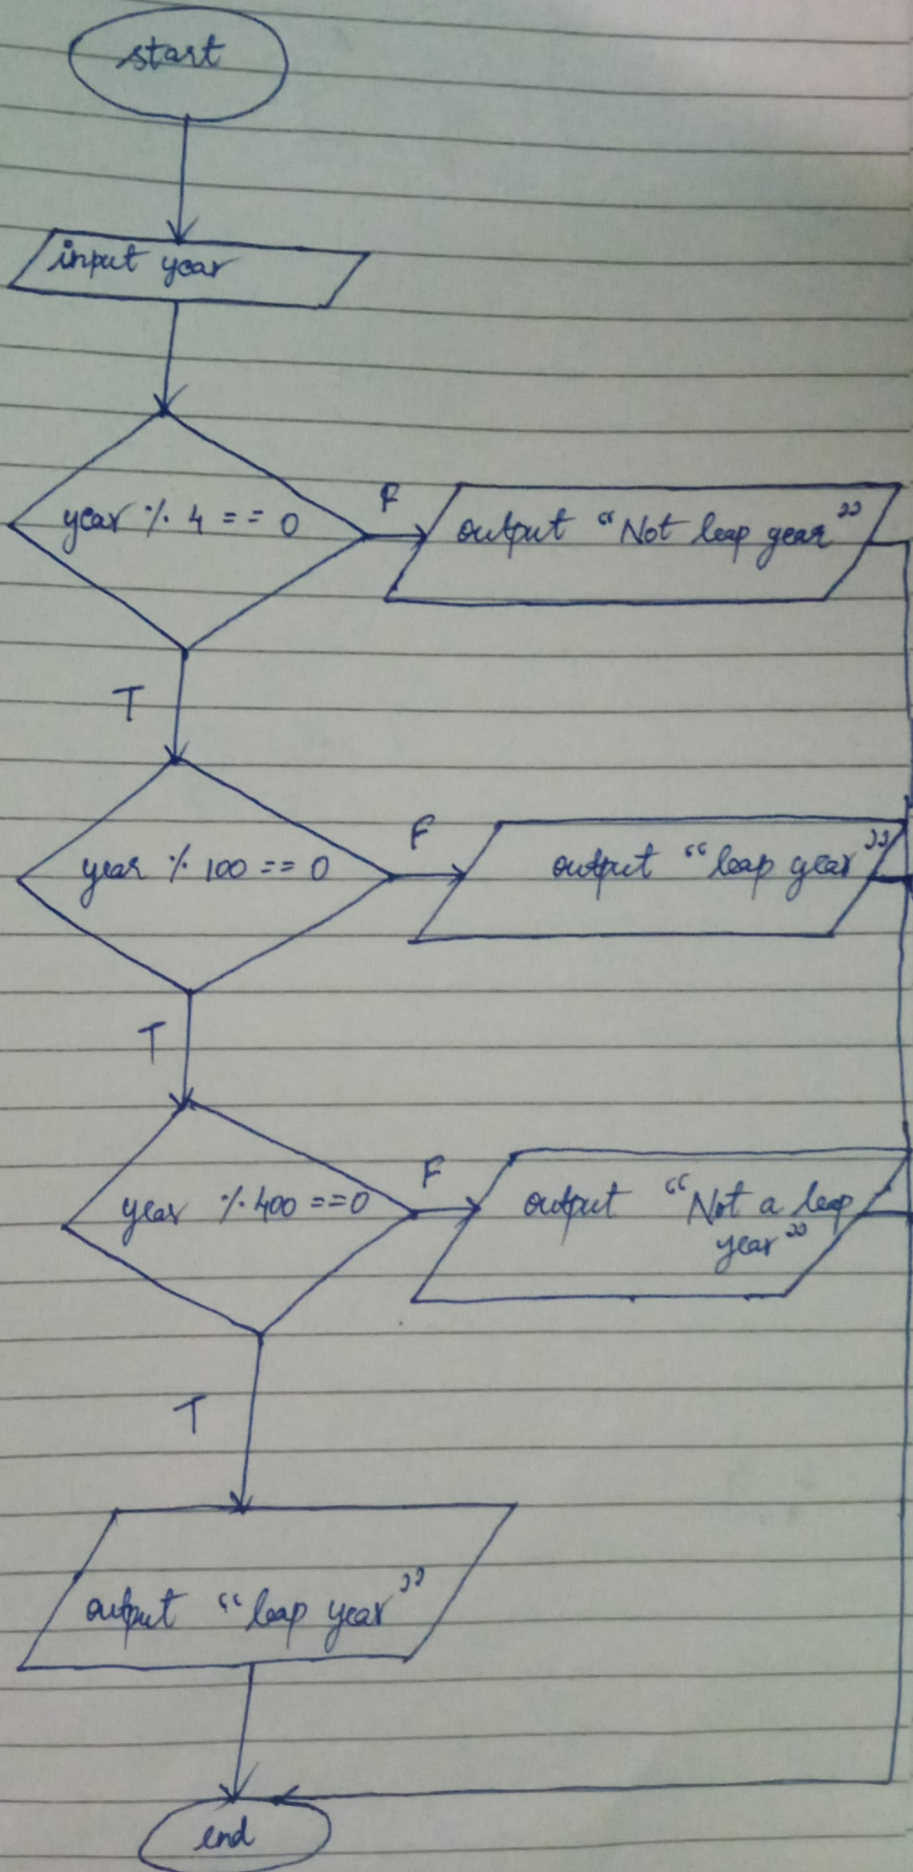 start
input year
year % 4 == 0
F
output "Not leap year"
T
year % 100 == 0
F
output "leap year"
T
year % 400 ==0
F
output "Not a leap
year"
T
output "leap year"
end